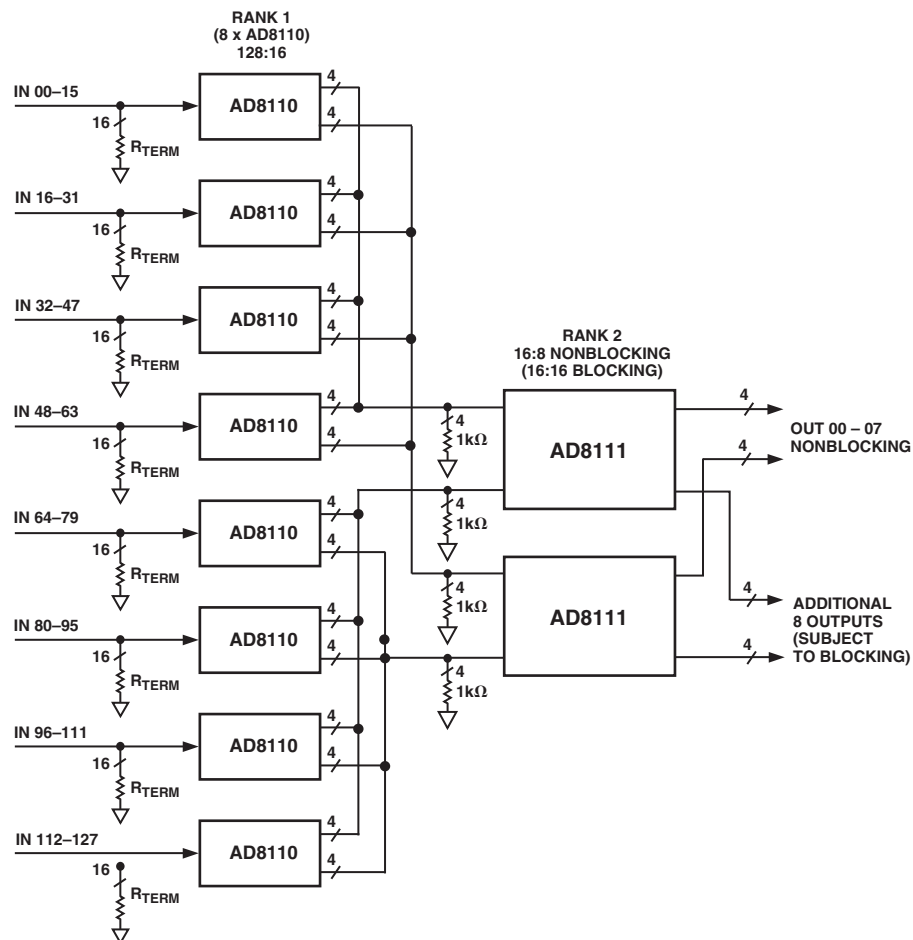 RANK 1
(8 x AD8110)
128:16
IN 00–15
16
RTERM
AD8110
4
4
IN 16–31
16
RTERM
AD8110
4
4
IN 32–47
16
RTERM
AD8110
4
4
IN 48–63
16
RTERM
AD8110
4
4
IN 64–79
16
RTERM
AD8110
4
4
IN 80–95
16
RTERM
AD8110
4
4
IN 96–111
16
RTERM
AD8110
4
4
IN 112–127
16
RTERM
AD8110
4
4
RANK 2
16:8 NONBLOCKING
(16:16 BLOCKING)
4
1kΩ
4
1kΩ
AD8111
4
1kΩ
4
1kΩ
AD8111
4
4
OUT 00 – 07
NONBLOCKING
4
4
ADDITIONAL
8 OUTPUTS
(SUBJECT
TO BLOCKING)